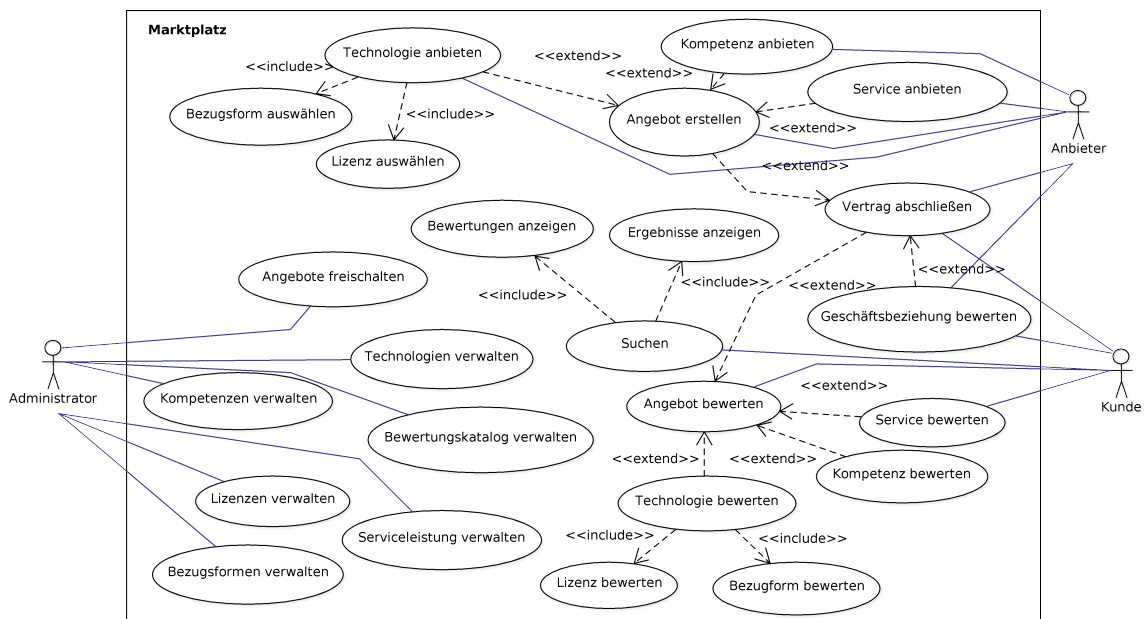 Marktplatz
Technologie anbieten
Kompetenz anbieten
<<extend>>
<<include>>
<<extend>>
Service anbieten
Bezugsform auswählen
<<include>>
Angebot erstellen
<<extend>>
Anbieter
Lizenz auswählen
<<extend>>
Vertrag abschließen
Bewertungen anzeigen
Ergebnisse anzeigen
Angebote freischalten
<<extend>>
<<include>>
<<include>>
<<extend>>
Geschäftsbeziehung bewerten
Suchen
Technologien verwalten
Administrator
Kompetenzen verwalten
<<extend>>
Angebot bewerten
Kunde
Service bewerten
Bewertungskatalog verwalten
<<extend>>
<<extend>>
Kompetenz bewerten
Lizenzen verwalten
Technologie bewerten
Serviceleistung verwalten
<<include>>
<<include>>
Bezugsformen verwalten
Lizenz bewerten
Bezugform bewerten